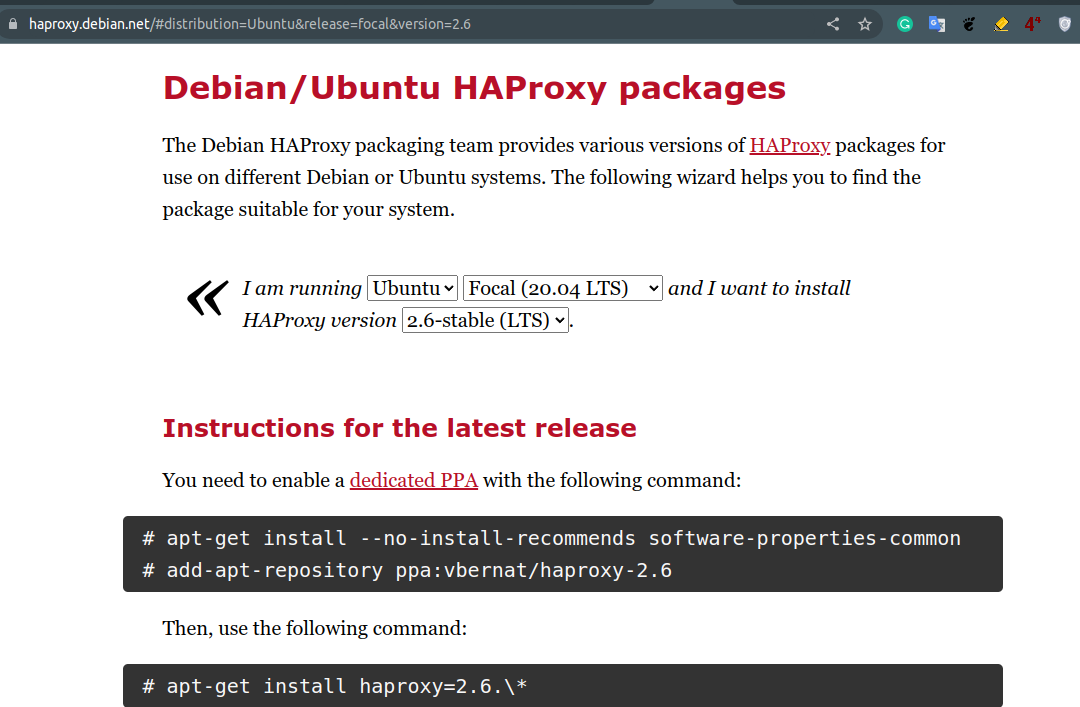 haproxy.debian.net/#distribution=Ubuntu&release=focal&version=2.6
Debian/Ubuntu HAProxy packages
The Debian HAProxy packaging team provides various versions of HAProxy packages for
use on different Debian or Ubuntu systems. The following wizard helps you to find the
package suitable for your system.
« I am running Ubuntu Focal (20.04 LTS) and I want to install
HAProxy version 2.6-stable (LTS).
Instructions for the latest release
You need to enable a dedicated PPA with the following command:
# apt-get install --no-install-recommends software-properties-common
# add-apt-repository ppa:vbernat/haproxy-2.6
Then, use the following command:
# apt-get install haproxy=2.6.\*